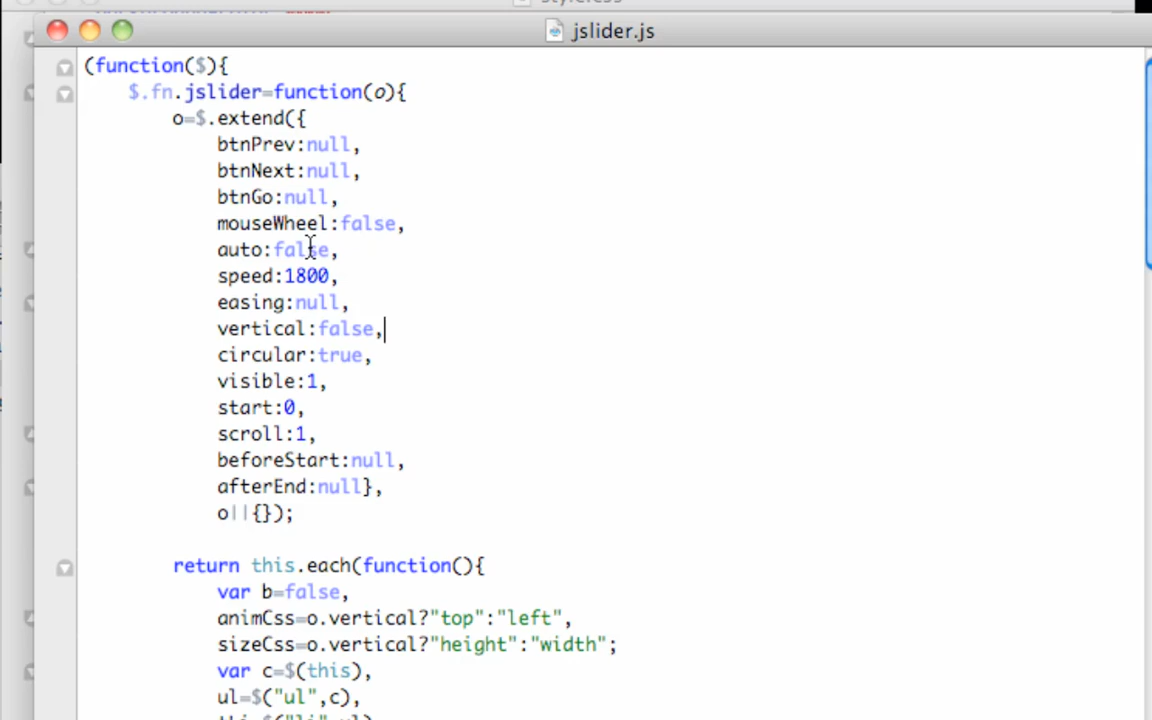 jslider.js
(function($){
$.fn.jslider=function(o){
o=$.extend({
btnPrev:null,
btnNext:null,
btnGo:null,
mouseWheel:false,
auto:false,
speed:1800,
easing:null,
vertical:false,
circular:true,
visible:1,
start:0,
scroll:1,
beforeStart:null,
afterEnd:null},
o||{});
return this.each(function(){
var b=false,
animCss=o.vertical?"top":"left",
sizeCss=o.vertical?"height":"width";
var c=$(this),
ul=$("ul",c),